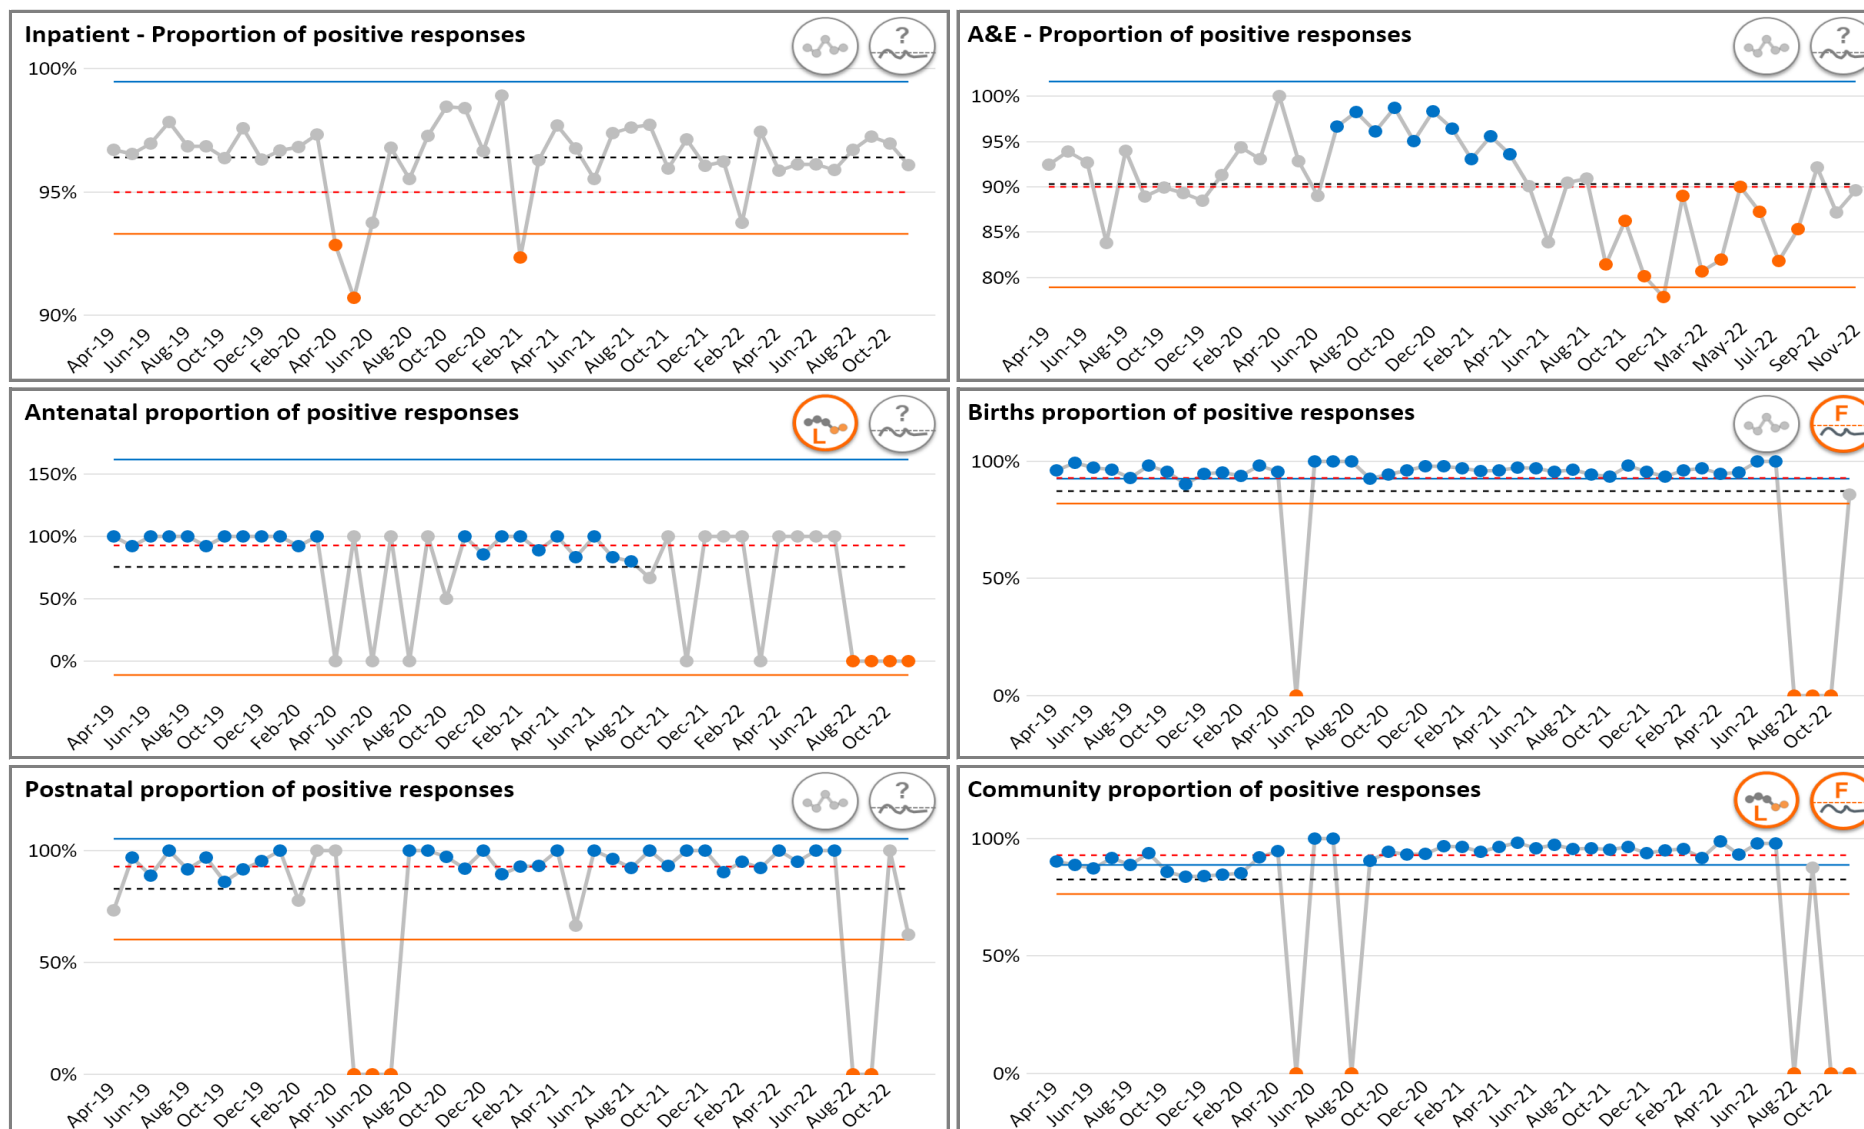 Inpatient - Proportion of positive responses
?
100%
95%
90%
Apr-19 Jun-19 Aug-19 Oct-19 Dec-19 Feb-20 Apr-20 Jun-20 Aug-20 Oct-20 Dec-20 Feb-21 Apr-21 Jun-21 Aug-21 Oct-21 Dec-21 Feb-22 Apr-22 Jun-22 Aug-22 Oct-22
A&E - Proportion of positive responses
?
100%
95%
90%
85%
80%
Apr-19 Jun-19 Aug-19 Oct-19 Dec-19 Feb-20 Apr-20 Jun-20 Aug-20 Oct-20 Dec-20 Feb-21 Apr-21 Jun-21 Aug-21 Oct-21 Dec-21 Mar-22 May-22 Jul-22 Sep-22 Nov-22
Antenatal proportion of positive responses
L
?
150%
100%
50%
0%
Apr-19 Jun-19 Aug-19 Oct-19 Dec-19 Feb-20 Apr-20 Jun-20 Aug-20 Oct-20 Dec-20 Feb-21 Apr-21 Jun-21 Aug-21 Oct-21 Dec-21 Feb-22 Apr-22 Jun-22 Aug-22 Oct-22
Births proportion of positive responses
F
100%
50%
0%
Apr-19 Jun-19 Aug-19 Oct-19 Dec-19 Feb-20 Apr-20 Jun-20 Aug-20 Oct-20 Dec-20 Feb-21 Apr-21 Jun-21 Aug-21 Oct-21 Dec-21 Feb-22 Apr-22 Jun-22 Aug-22 Oct-22
Postnatal proportion of positive responses
?
100%
50%
0%
Apr-19 Jun-19 Aug-19 Oct-19 Dec-19 Feb-20 Apr-20 Jun-20 Aug-20 Oct-20 Dec-20 Feb-21 Apr-21 Jun-21 Aug-21 Oct-21 Dec-21 Feb-22 Apr-22 Jun-22 Aug-22 Oct-22
Community proportion of positive responses
L
F
100%
50%
0%
Apr-19 Jun-19 Aug-19 Oct-19 Dec-19 Feb-20 Apr-20 Jun-20 Aug-20 Oct-20 Dec-20 Feb-21 Apr-21 Jun-21 Aug-21 Oct-21 Dec-21 Feb-22 Apr-22 Jun-22 Aug-22 Oct-22